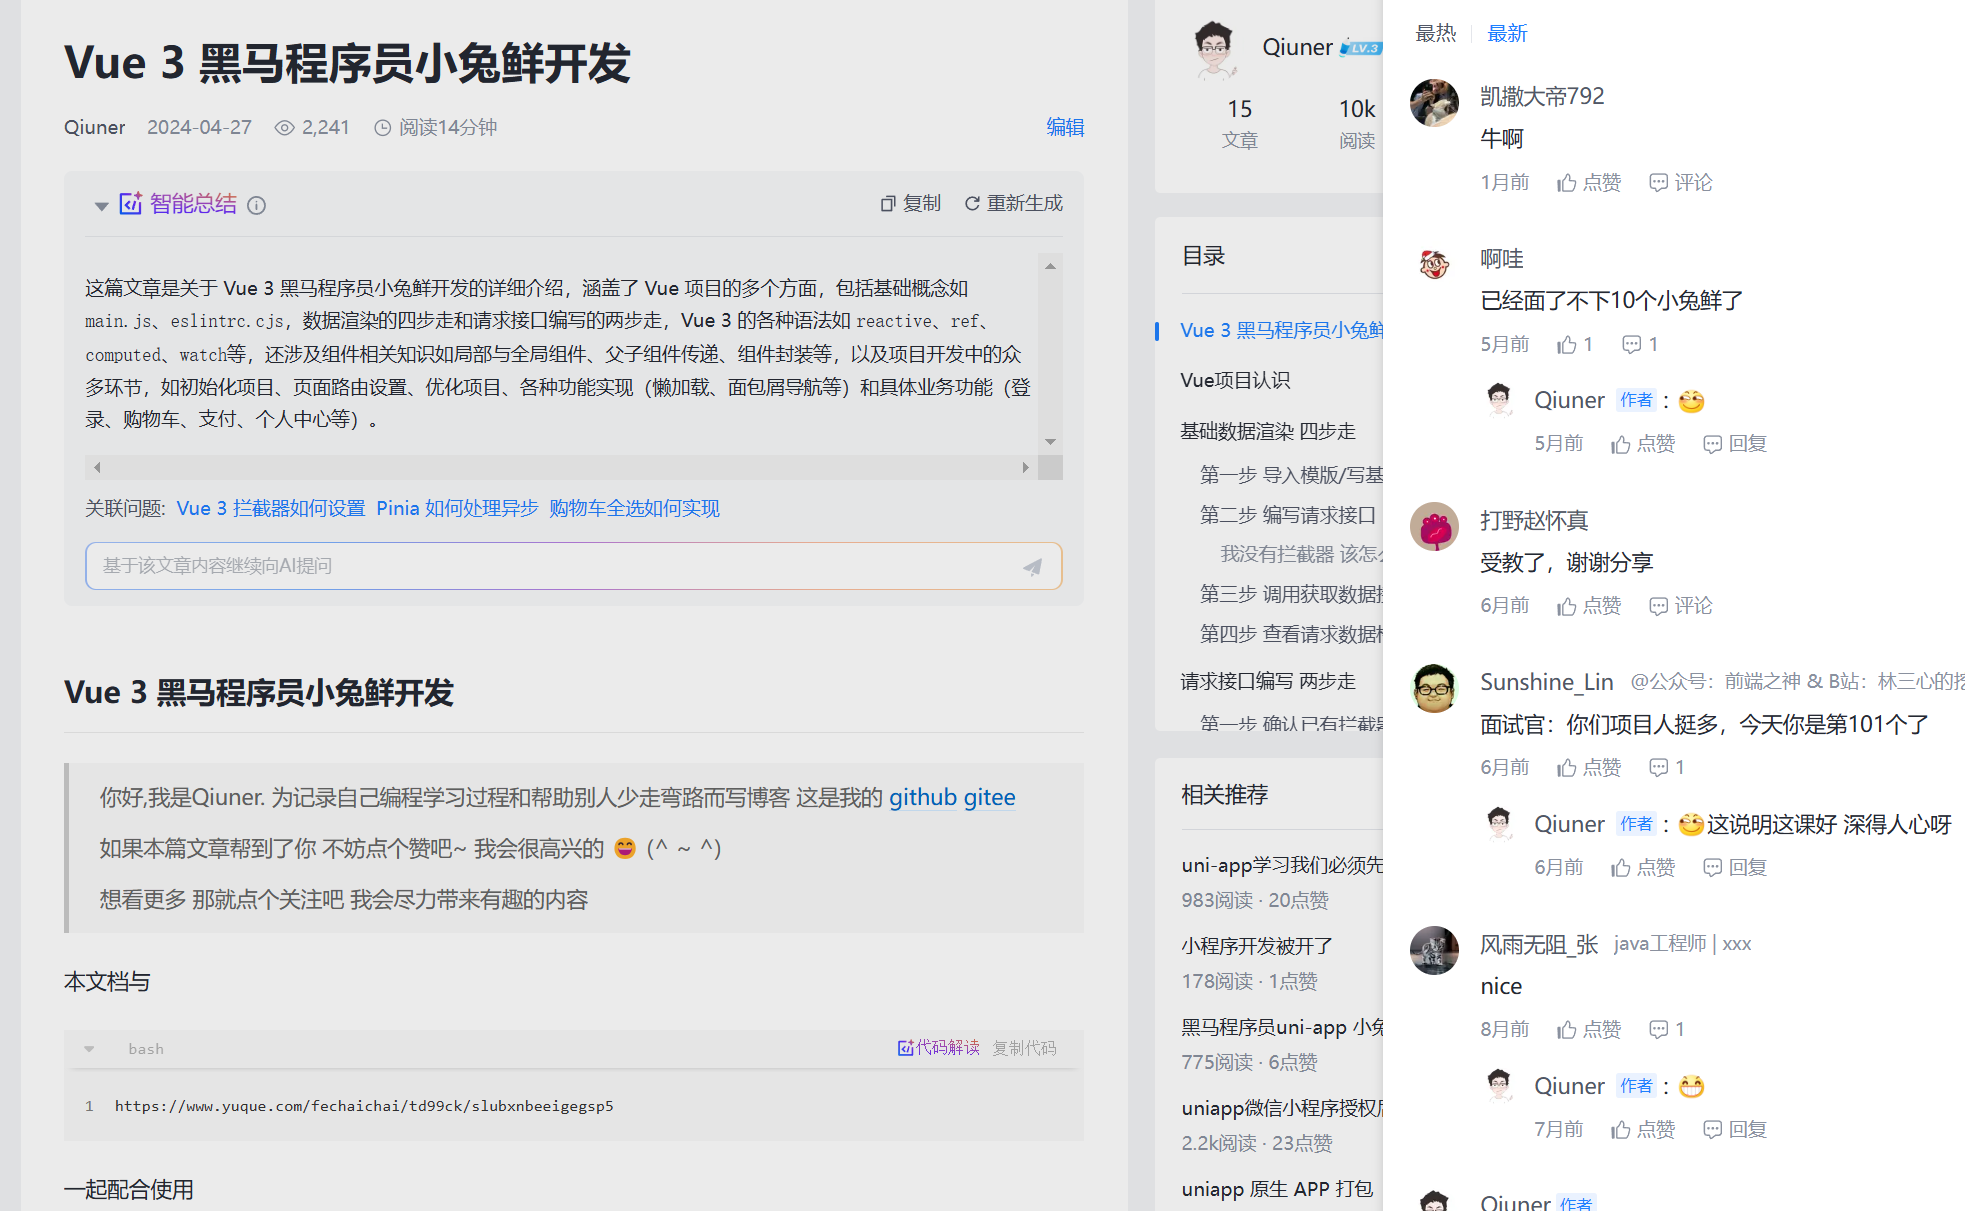 Vue 3 黑马程序员小兔鲜开发
Qiuner 2024-04-27 2,241 阅读14分钟 编辑
智能总结 复制 重新生成
这篇文章是关于 Vue 3 黑马程序员小兔鲜开发的详细介绍，涵盖了 Vue 项目的多个方面，包括基础概念如
main.js、eslintrc.cjs，数据渲染的四步走和请求接口编写的两步走，Vue 3 的各种语法如 reactive、ref、
computed、watch等，还涉及组件相关知识如局部与全局组件、父子组件传递、组件封装等，以及项目开发中的众
多环节，如初始化项目、页面路由设置、优化项目、各种功能实现（懒加载、面包屑导航等）和具体业务功能（登
录、购物车、支付、个人中心等）。
关联问题: Vue 3 拦截器如何设置 Pinia 如何处理异步 购物车全选如何实现
基于该文章内容继续向AI提问
Vue 3 黑马程序员小兔鲜开发
你好,我是Qiuner. 为记录自己编程学习过程和帮助别人少走弯路而写博客 这是我的 github gitee
如果本篇文章帮到了你 不妨点个赞吧~ 我会很高兴的 😄 (^ ~ ^)
想看更多 那就点个关注吧 我会尽力带来有趣的内容
本文档与
bash 代码解读 复制代码
1 https://www.yuque.com/fechaichai/td99ck/slubxnbeeigegsp5
一起配合使用
Qiuner LV.3
15 10k
文章 阅读
目录
Vue 3 黑马程序员小兔鲜
Vue项目认识
基础数据渲染 四步走
第一步 导入模版/写基
第二步 编写请求接口
我没有拦截器 该怎么
第三步 调用获取数据
第四步 查看请求数据
请求接口编写 两步走
第一步 确认已有拦截器
相关推荐
uni-app学习我们必须先
983阅读 · 20点赞
小程序开发被开了
178阅读 · 1点赞
黑马程序员uni-app 小兔
775阅读 · 6点赞
uniapp微信小程序授权后
2.2k阅读 · 23点赞
uniapp 原生 APP 打包
最热 最新
凯撒大帝792
牛啊
1月前 点赞 评论
啊哇
已经面了不下10个小兔鲜了
5月前 1 1
Qiuner 作者 : 😉
5月前 点赞 回复
打野赵怀真
受教了，谢谢分享
6月前 点赞 评论
Sunshine_Lin @公众号：前端之神 & B站：林三心的挖
面试官：你们项目人挺多，今天你是第101个了
6月前 点赞 1
Qiuner 作者 : 😉这说明这课好 深得人心呀
6月前 点赞 回复
风雨无阻_张 java工程师 | xxx
nice
8月前 点赞 1
Qiuner 作者 : 😁
7月前 点赞 回复
Qiuner 作者